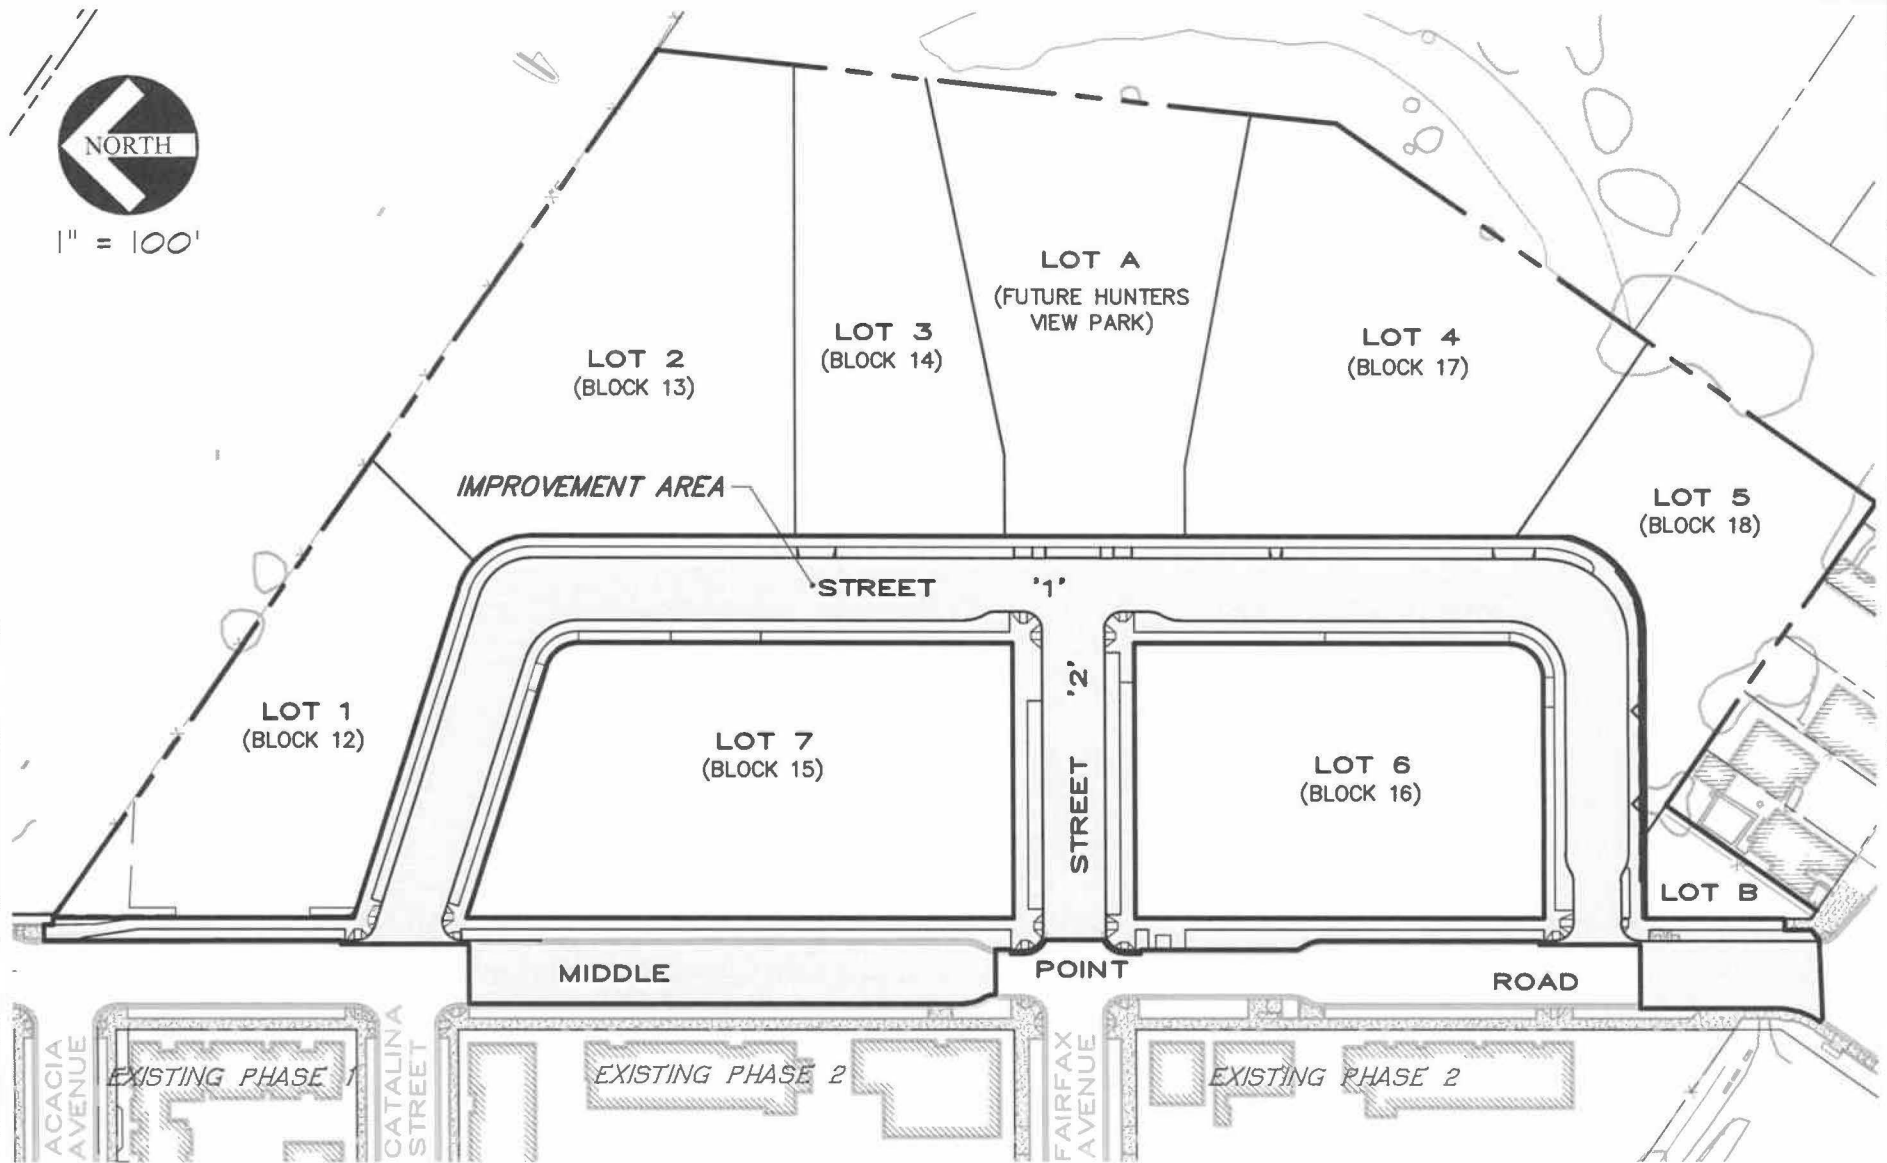 NORTH
1" = 100'
LOT A
(FUTURE HUNTERS
VIEW PARK)
LOT 3
(BLOCK 14)
LOT 4
(BLOCK 17)
LOT 2
(BLOCK 13)
IMPROVEMENT AREA
LOT 5
(BLOCK 18)
STREET '1'
STREET '2'
LOT 1
(BLOCK 12)
LOT 7
(BLOCK 15)
LOT 6
(BLOCK 16)
LOT B
MIDDLE POINT ROAD
ACACIA
AVENUE
EXISTING PHASE 1
CATALINA
STREET
EXISTING PHASE 2
FAIRFAX
AVENUE
EXISTING PHASE 2